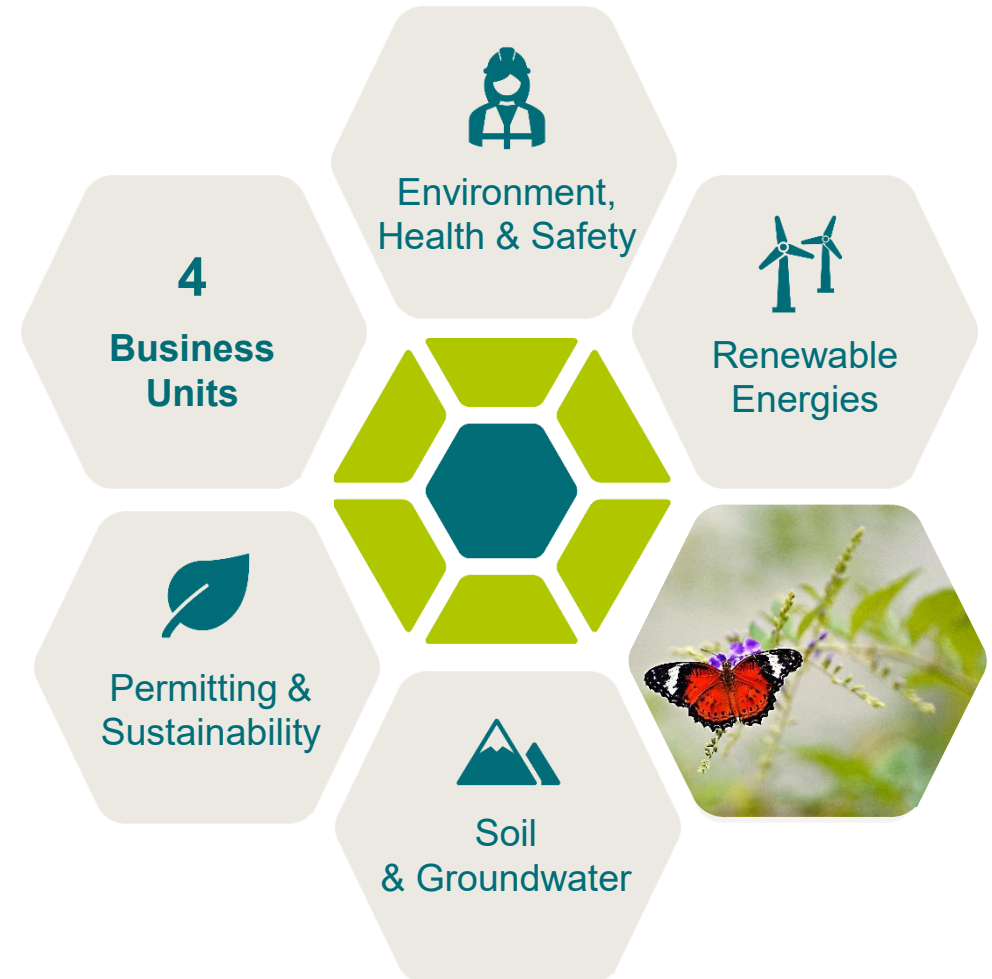 4
Business
Units
Environment,
Health & Safety
Renewable
Energies
Permitting &
Sustainability
Soil
& Groundwater